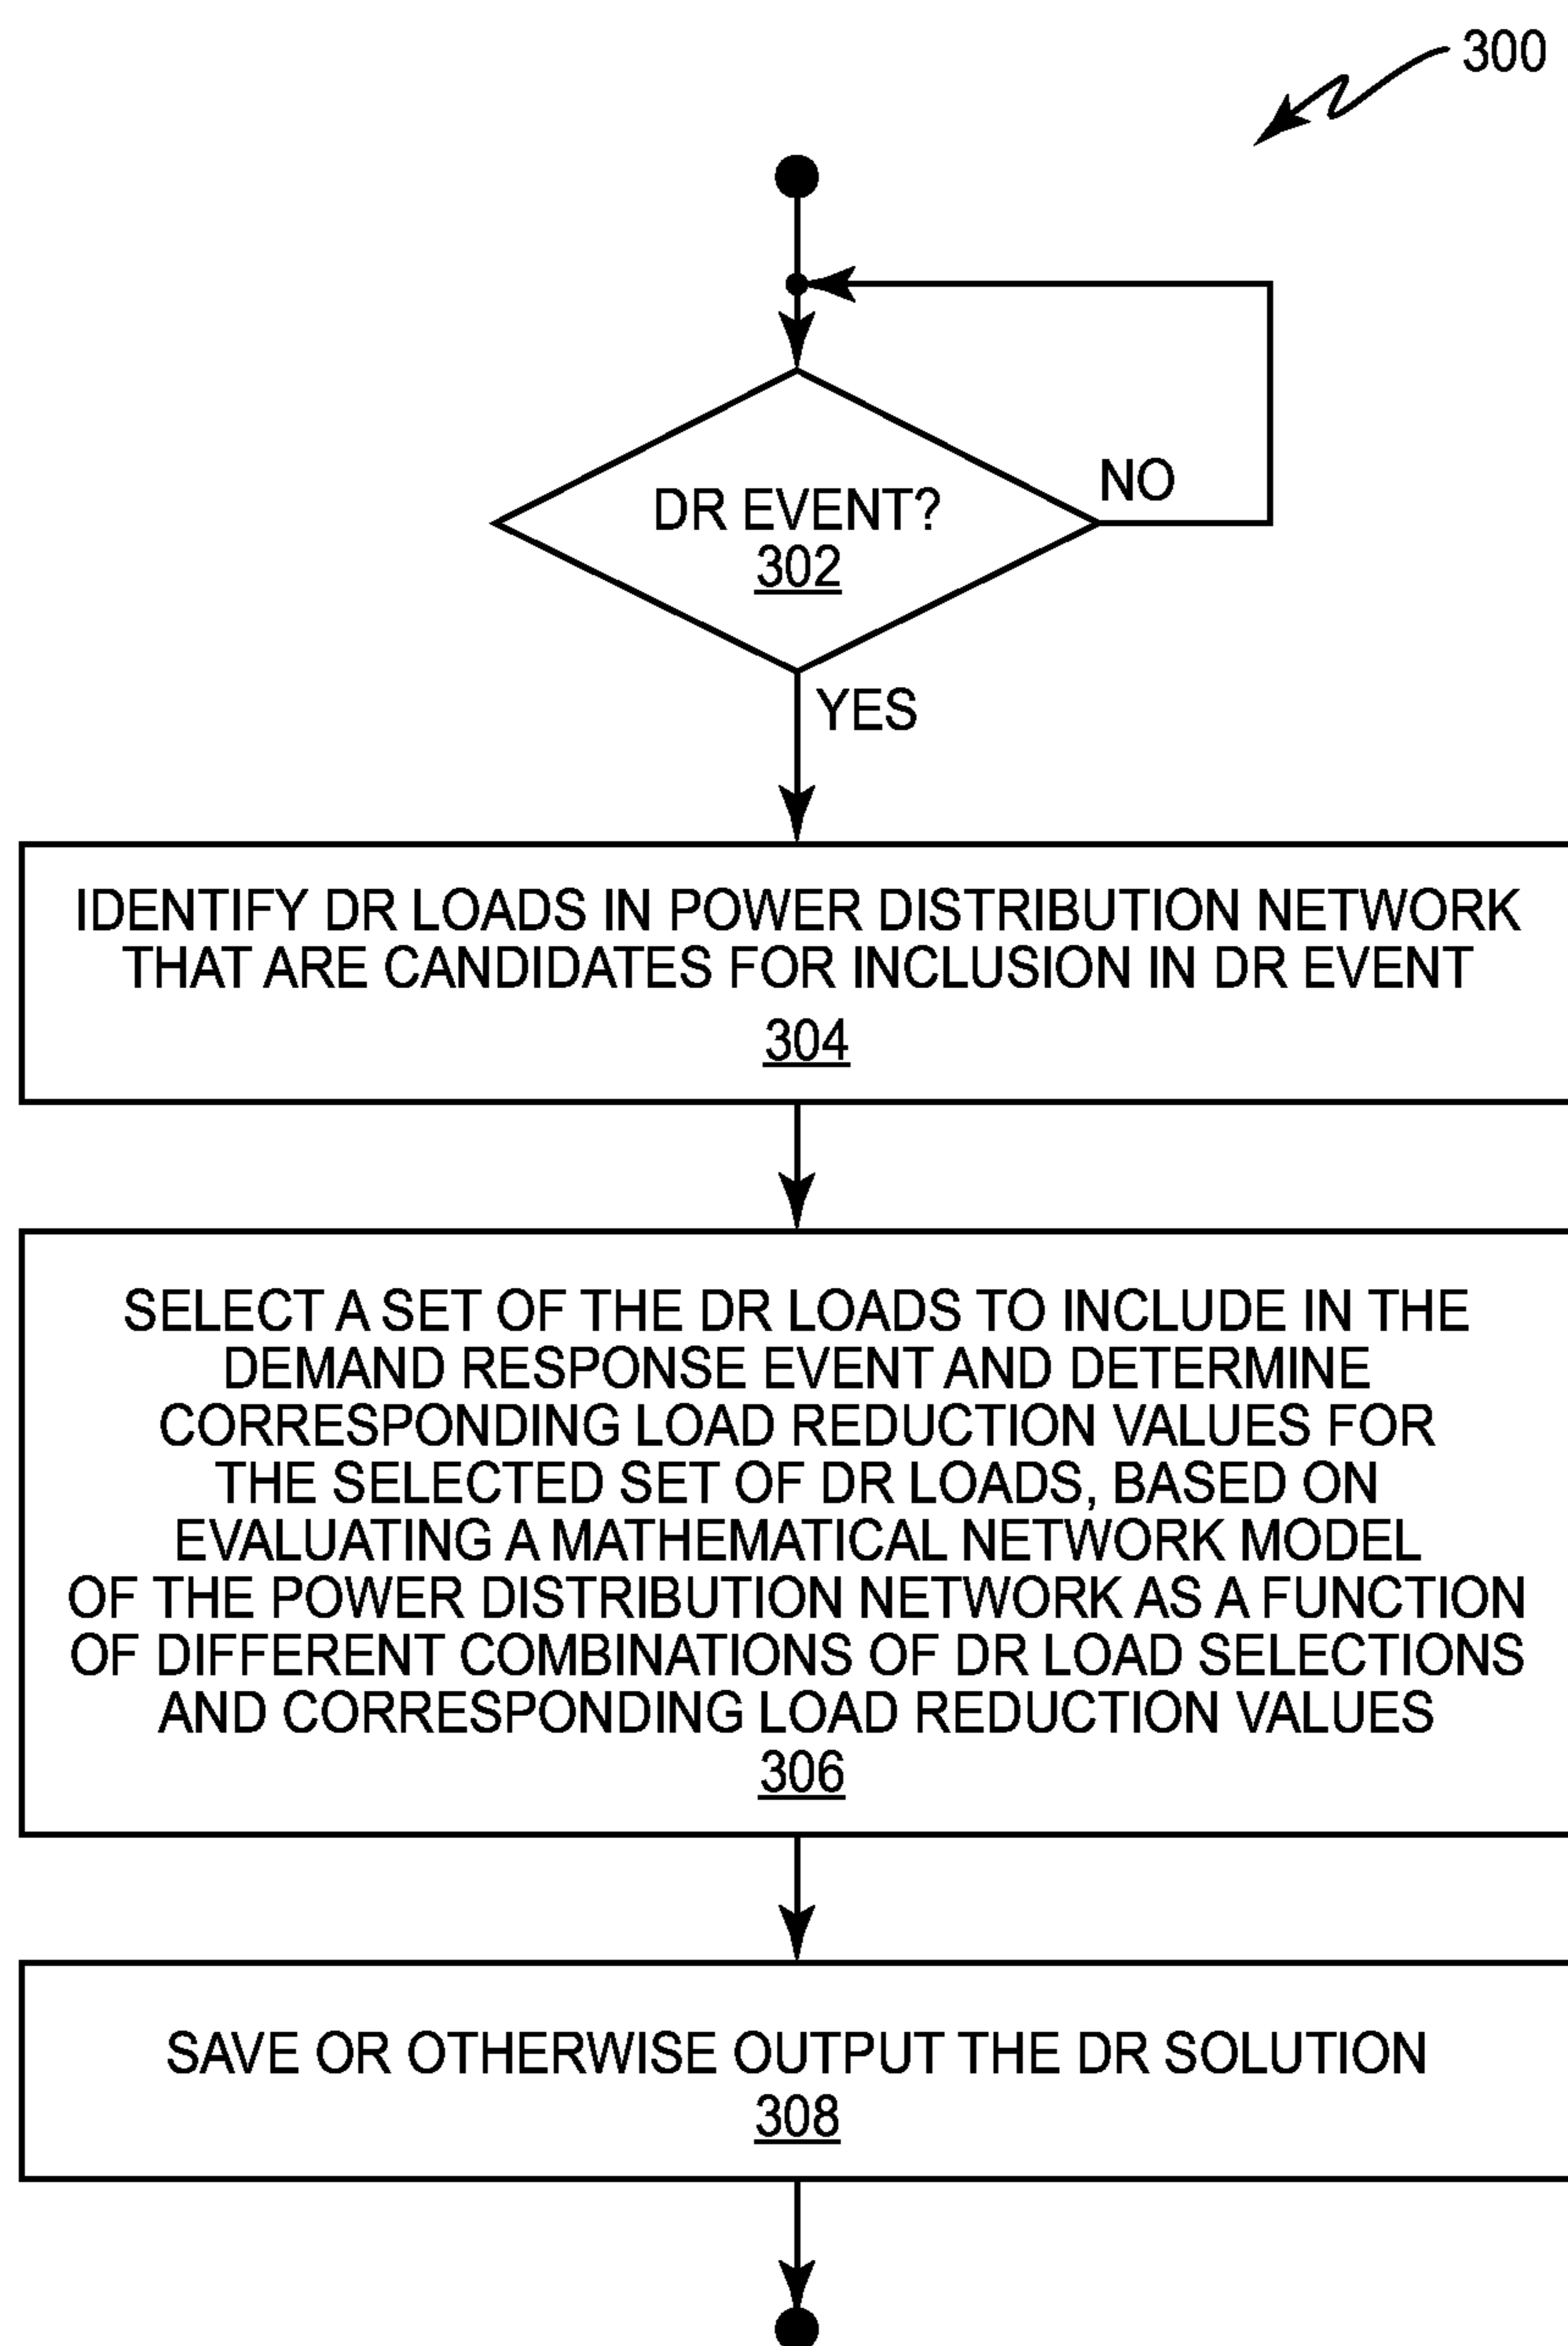 300
DR EVENT?
302
NO
YES
IDENTIFY DR LOADS IN POWER DISTRIBUTION NETWORK
THAT ARE CANDIDATES FOR INCLUSION IN DR EVENT
304
SELECT A SET OF THE DR LOADS TO INCLUDE IN THE
DEMAND RESPONSE EVENT AND DETERMINE
CORRESPONDING LOAD REDUCTION VALUES FOR
THE SELECTED SET OF DR LOADS, BASED ON
EVALUATING A MATHEMATICAL NETWORK MODEL
OF THE POWER DISTRIBUTION NETWORK AS A FUNCTION
OF DIFFERENT COMBINATIONS OF DR LOAD SELECTIONS
AND CORRESPONDING LOAD REDUCTION VALUES
306
SAVE OR OTHERWISE OUTPUT THE DR SOLUTION
308